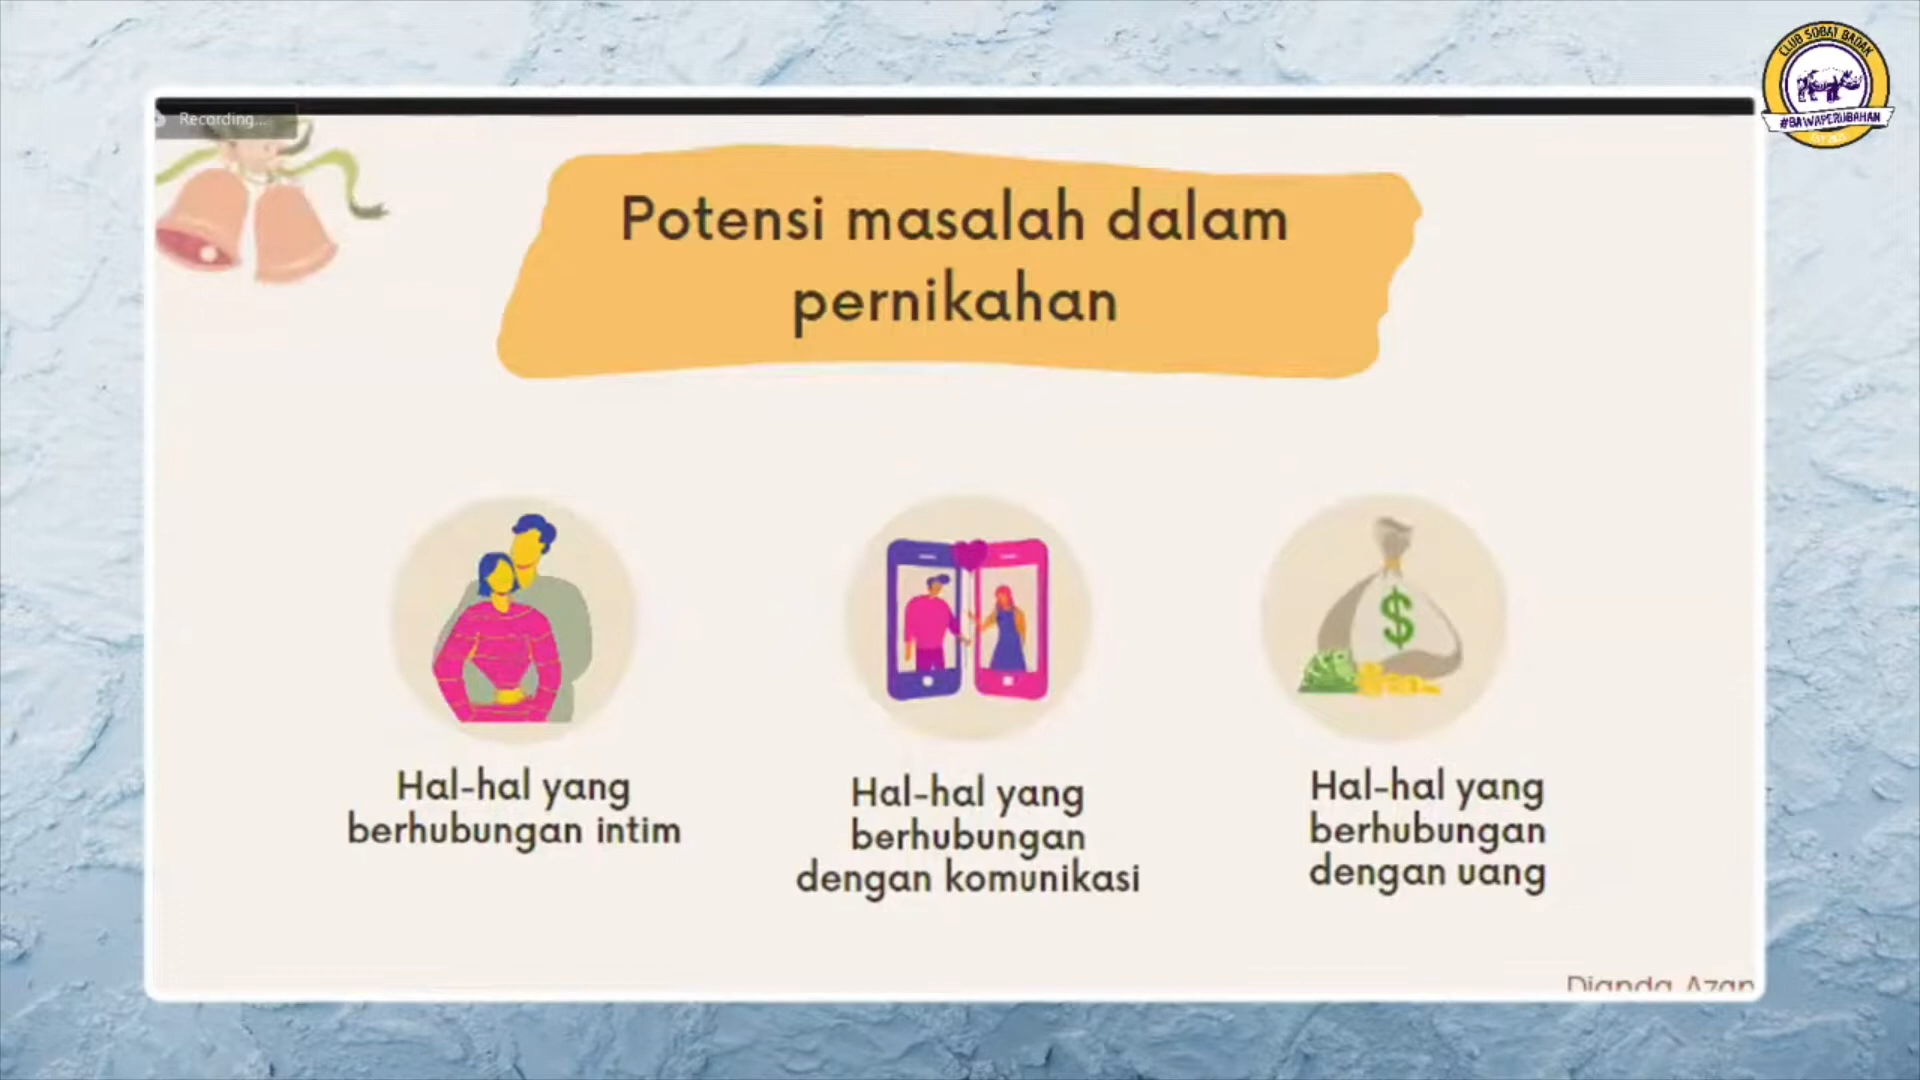 CLUB SOBAT BADAK
#BAWAPERUBAHAN
Recording...
Potensi masalah dalam
pernikahan
$
Hal-hal yang
berhubungan intim
Hal-hal yang
berhubungan
dengan komunikasi
Hal-hal yang
berhubungan
dengan uang
Dianda Azan